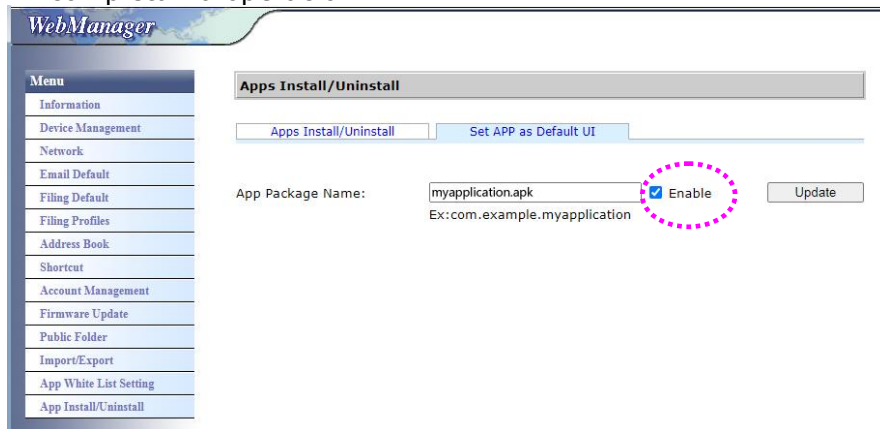 WebManager
Menu
Information
Device Management
Network
Email Default
Filing Default
Filing Profiles
Address Book
Shortcut
Account Management
Firmware Update
Public Folder
Import/Export
App White List Setting
App Install/Uninstall
Apps Install/Uninstall
Apps Install/Uninstall Set APP as Default UI
App Package Name: myapplication.apk Enable Update
Ex:com.example.myapplication